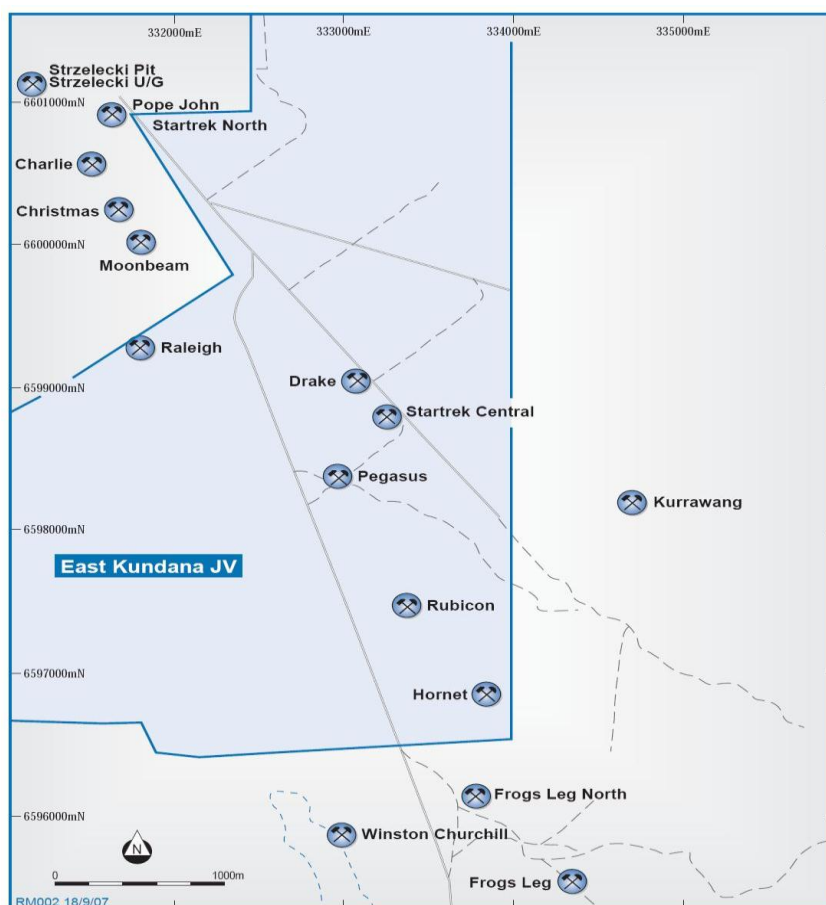 332000mE
333000mE
334000mE
335000mE
Strzelecki Pit
Strzelecki U/G
6601000mN
Pope John
Startrek North
Charlie
Christmas
6600000mN
Moonbeam
Raleigh
6599000mN
Drake
Startrek Central
Pegasus
Kurrawang
6598000mN
East Kundana JV
Rubicon
6597000mN
Hornet
Frogs Leg North
6596000mN
Winston Churchill
N
0
1000m
Frogs Leg
RM002 18/9/07